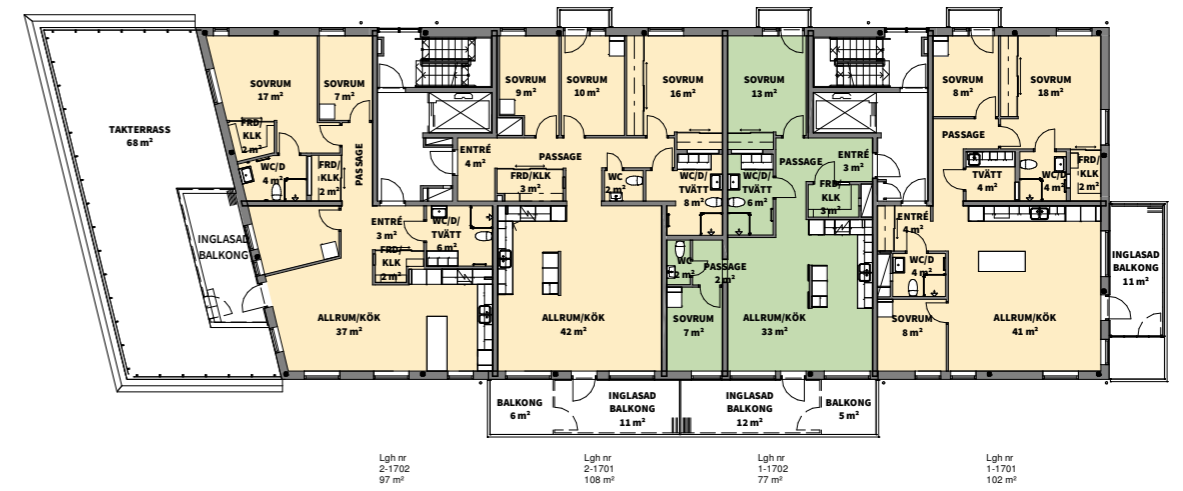 TAKTERRASS
68 m²
INGLASAD
BALKONG
SOVRUM
17 m²
SOVRUM
7 m²
FRD/
KLK
2 m²
WC/D
4 m²
FRD/
KLK
2 m²
PASSAGE
ENTRÉ
3 m²
WC/D/
TVÄTT
6 m²
FRD/
KLK
2 m²
ALLRUM/KÖK
37 m²
SOVRUM
9 m²
SOVRUM
10 m²
SOVRUM
16 m²
ENTRÉ
4 m²
PASSAGE
FRD/KLK
3 m²
WC
2 m²
WC/D/
TVÄTT
8 m²
ALLRUM/KÖK
42 m²
BALKONG
6 m²
INGLASAD
BALKONG
11 m²
SOVRUM
13 m²
PASSAGE
ENTRÉ
3 m²
WC/D/
TVÄTT
6 m²
FRD/
KLK
3 m²
WC
2 m²
PASSAGE
2 m²
SOVRUM
7 m²
ALLRUM/KÖK
33 m²
INGLASAD
BALKONG
12 m²
BALKONG
5 m²
SOVRUM
8 m²
SOVRUM
18 m²
PASSAGE
TVÄTT
4 m²
WC/D
4 m²
FRD/
KLK
2 m²
ENTRÉ
4 m²
WC/D
4 m²
SOVRUM
8 m²
ALLRUM/KÖK
41 m²
INGLASAD
BALKONG
11 m²
Lgh nr
2-1702
97 m²
Lgh nr
2-1701
108 m²
Lgh nr
1-1702
77 m²
Lgh nr
1-1701
102 m²